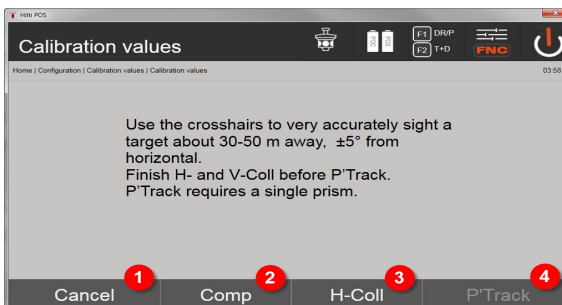 Hilti POS
Calibration values
POC
POS
F1 DR/P
F2 T+D
FNC
Home | Configuration | Calibration values | Calibration values
03:58
Use the crosshairs to very accurately sight a
target about 30-50 m away, ±5° from
horizontal.
Finish H- and V-Coll before P'Track.
P'Track requires a single prism.
1
2
3
4
Cancel
Comp
H-Coll
P'Track